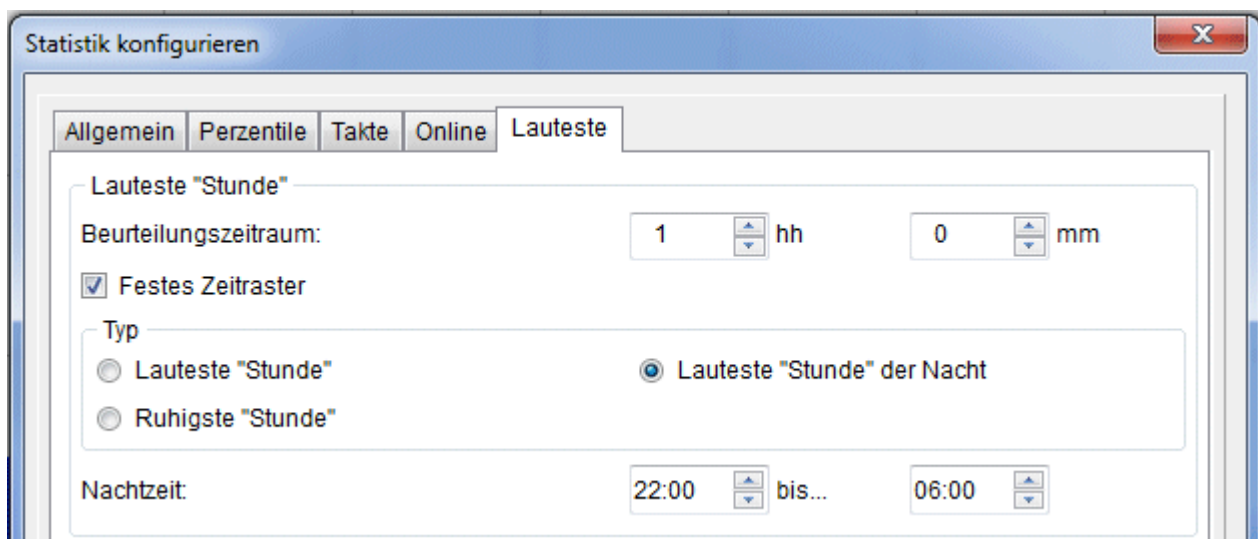 Statistik konfigurieren
Allgemein Perzentile Takte Online Lauteste
Lauteste "Stunde"
Beurteilungszeitraum: 1 hh 0 mm
Festes Zeitraster
Typ
Lauteste "Stunde" Lauteste "Stunde" der Nacht
Ruhigste "Stunde"
Nachtzeit: 22:00 bis... 06:00